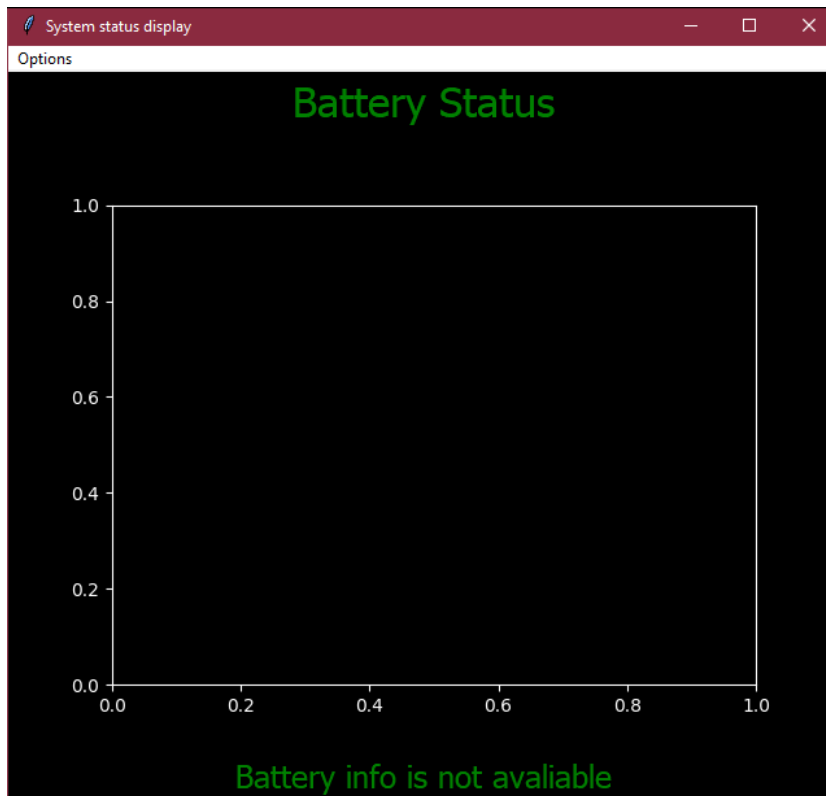 System status display
Options
Battery Status
1.0
0.8
0.6
0.4
0.2
0.0
0.0 0.2 0.4 0.6 0.8 1.0
Battery info is not avaliable